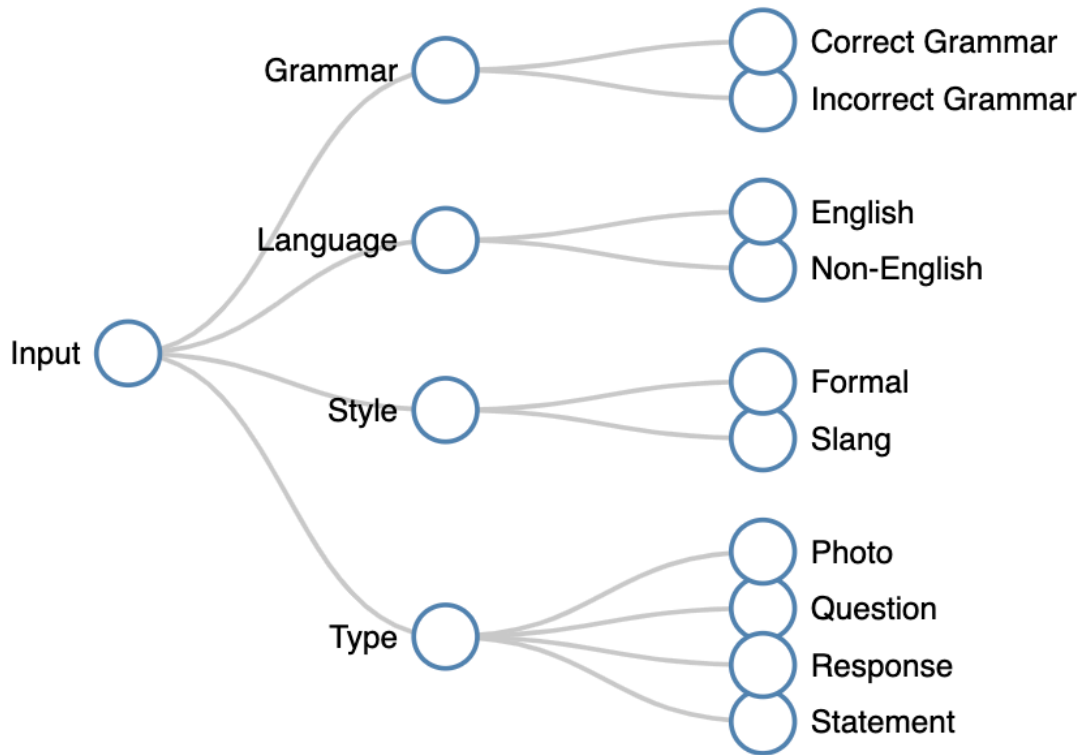 Input
Grammar
Correct Grammar
Incorrect Grammar
Language
English
Non-English
Style
Formal
Slang
Type
Photo
Question
Response
Statement